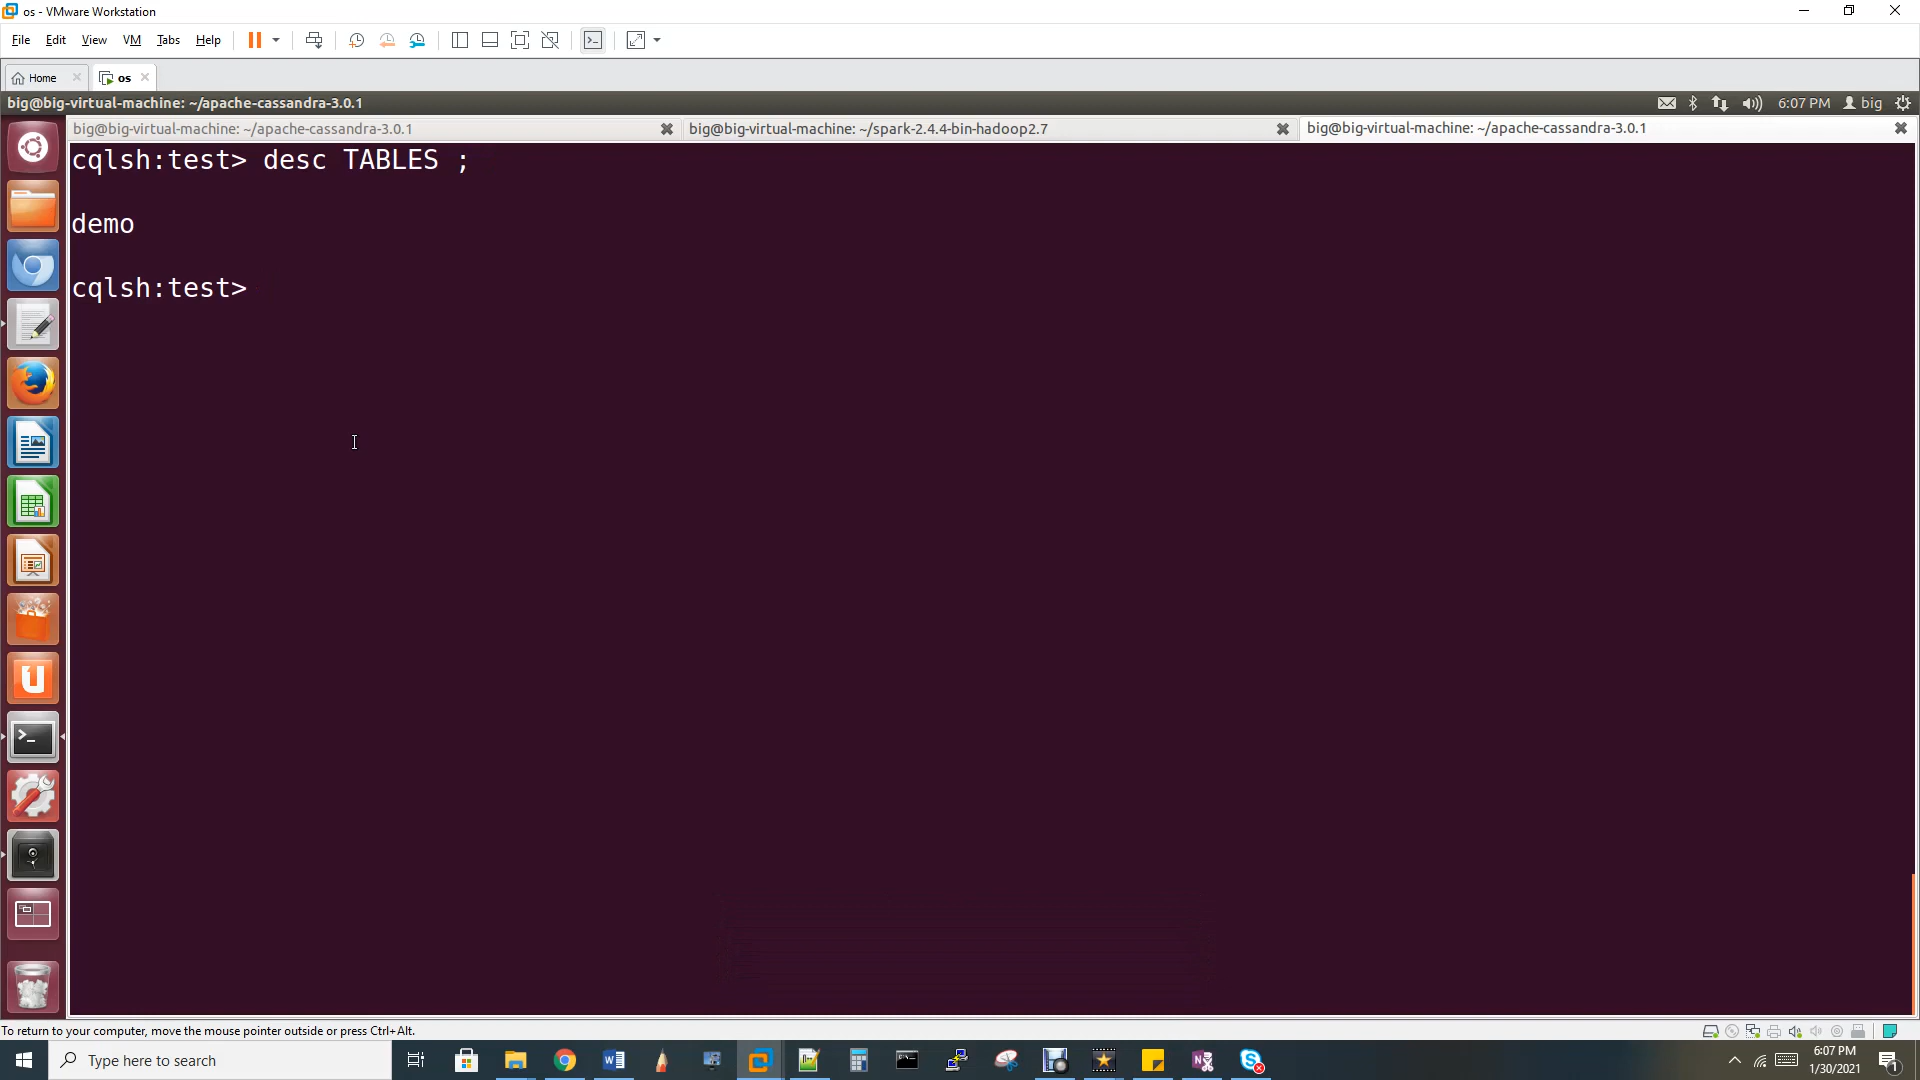 os - VMware Workstation
File Edit View VM Tabs Help
Home os
big@big-virtual-machine: ~/apache-cassandra-3.0.1 6:07 PM big
big@big-virtual-machine: ~/apache-cassandra-3.0.1 big@big-virtual-machine: ~/spark-2.4.4-bin-hadoop2.7 big@big-virtual-machine: ~/apache-cassandra-3.0.1
cqlsh:test> desc TABLES ;
demo
cqlsh:test>
To return to your computer, move the mouse pointer outside or press Ctrl+Alt.
Type here to search
6:07 PM
1/30/2021
1